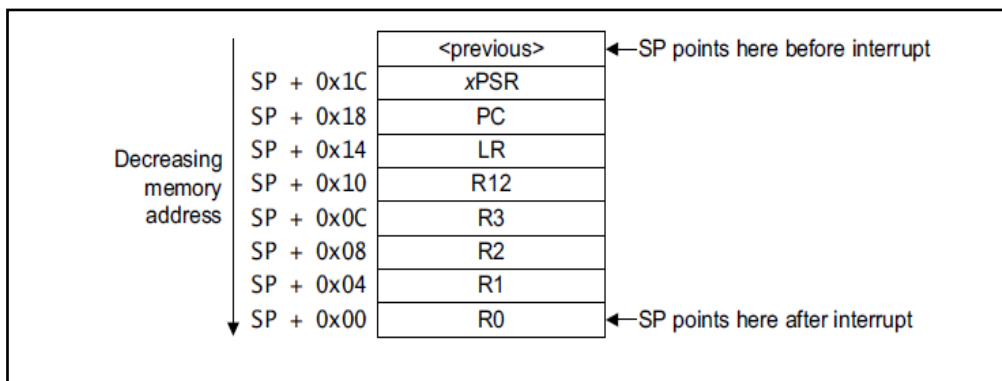 <previous>
SP points here before interrupt
SP + 0x1C xPSR
SP + 0x18 PC
SP + 0x14 LR
Decreasing
memory
address
SP + 0x10 R12
SP + 0x0C R3
SP + 0x08 R2
SP + 0x04 R1
SP + 0x00 R0
SP points here after interrupt